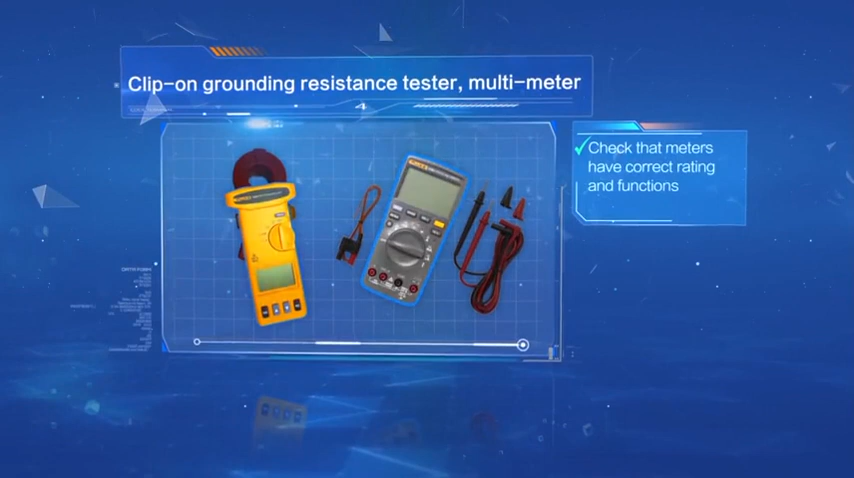 Clip-on grounding resistance tester, multi-meter
✓Check that meters
have correct rating
and functions